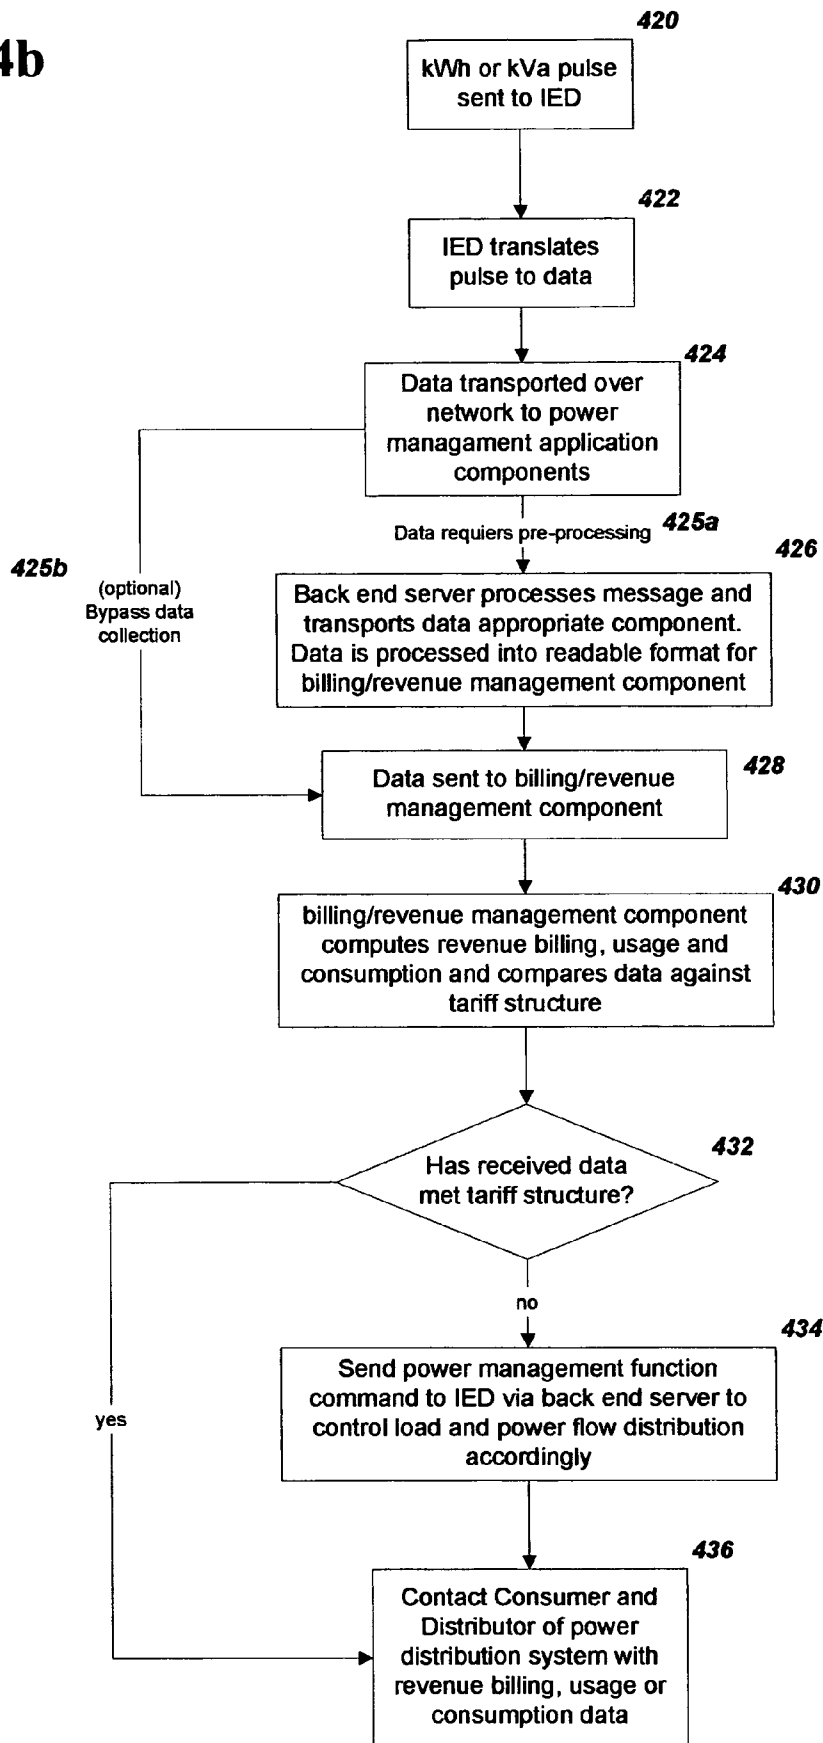 4b
420
kWh or kVa pulse
sent to IED
422
IED translates
pulse to data
424
Data transported over
network to power
managament application
components
Data requiers pre-processing
425a
425b
(optional)
Bypass data
collection
426
Back end server processes message and
transports data appropriate component.
Data is processed into readable format for
billing/revenue management component
428
Data sent to billing/revenue
management component
430
billing/revenue management component
computes revenue billing, usage and
consumption and compares data against
tariff structure
432
Has received data
met tariff structure?
no
yes
434
Send power management function
command to IED via back end server to
control load and power flow distribution
accordingly
436
Contact Consumer and
Distributor of power
distribution system with
revenue billing, usage or
consumption data